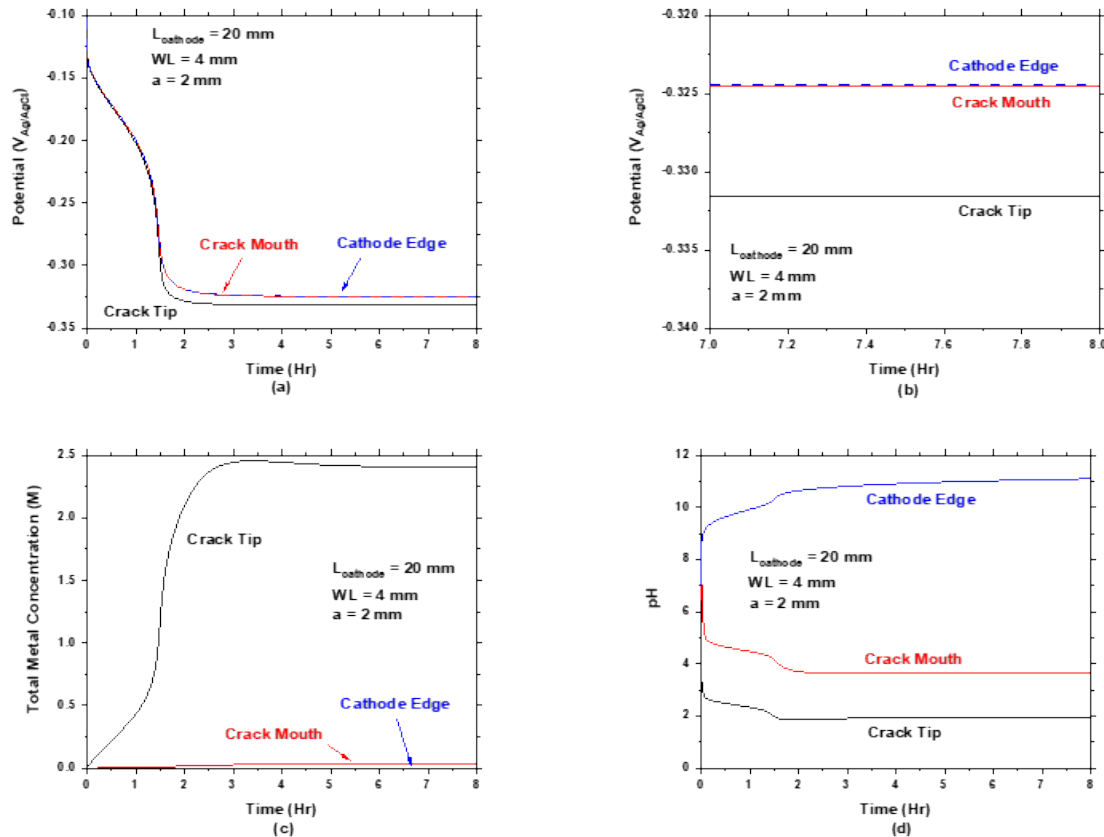 -0.10
-0.15
-0.20
-0.25
-0.30
-0.35
Potential (V_Ag/AgCl)
L_cathode = 20 mm
WL = 4 mm
a = 2 mm
Crack Mouth
Cathode Edge
Crack Tip
0 1 2 3 4 5 6 7 8
Time (Hr)
(a)
-0.320
-0.325
-0.330
-0.335
-0.340
Potential (V_Ag/AgCl)
Cathode Edge
Crack Mouth
Crack Tip
L_cathode = 20 mm
WL = 4 mm
a = 2 mm
7.0 7.2 7.4 7.6 7.8 8.0
Time (Hr)
(b)
2.5
2.0
1.5
1.0
0.5
0.0
Total Metal Concentration (M)
Crack Tip
L_cathode = 20 mm
WL = 4 mm
a = 2 mm
Cathode Edge
Crack Mouth
0 1 2 3 4 5 6 7 8
Time (Hr)
(c)
12
10
8
6
4
2
0
pH
Cathode Edge
L_cathode = 20 mm
WL = 4 mm
a = 2 mm
Crack Mouth
Crack Tip
0 1 2 3 4 5 6 7 8
Time (Hr)
(d)